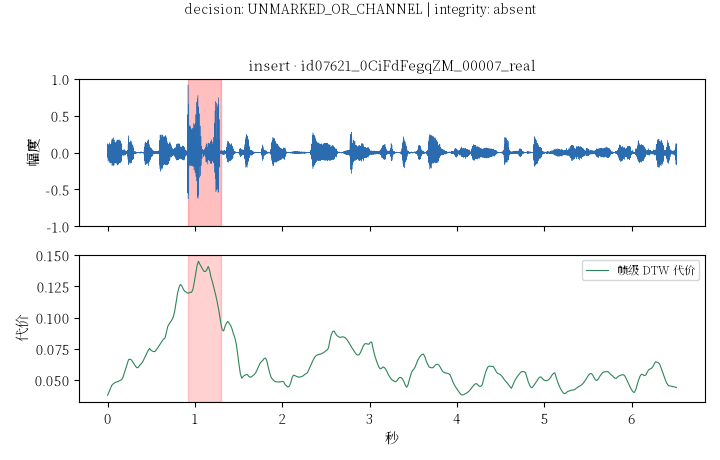 decision: UNMARKED_OR_CHANNEL | integrity: absent
insert · id07621_0CiFdFegqZM_00007_real
1.0
0.5
0.0
-0.5
-1.0
幅度
0.150
0.125
0.100
0.075
0.050
代价
帧级 DTW 代价
0 1 2 3 4 5 6
秒